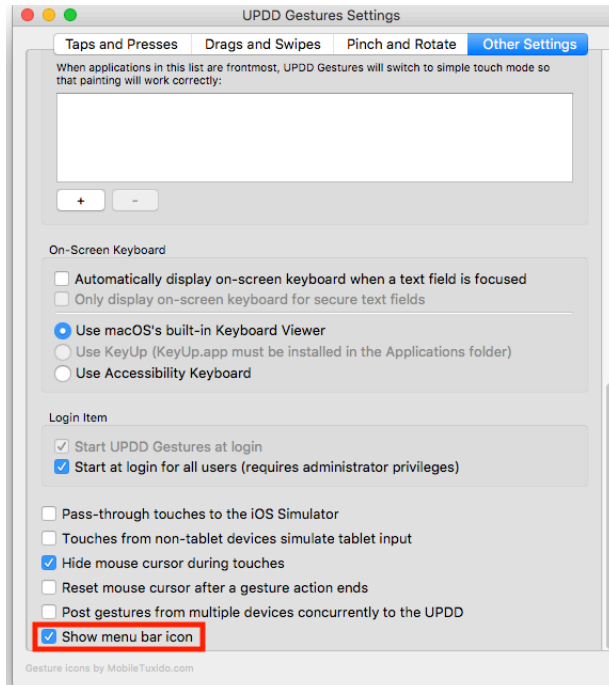 UPDD Gestures Settings
Taps and Presses Drags and Swipes Pinch and Rotate Other Settings
When applications in this list are frontmost, UPDD Gestures will switch to simple touch mode so
that painting will work correctly:
+ -
On-Screen Keyboard
Automatically display on-screen keyboard when a text field is focused
Only display on-screen keyboard for secure text fields
Use macOS's built-in Keyboard Viewer
Use KeyUp (KeyUp.app must be installed in the Applications folder)
Use Accessibility Keyboard
Login Item
Start UPDD Gestures at login
Start at login for all users (requires administrator privileges)
Pass-through touches to the iOS Simulator
Touches from non-tablet devices simulate tablet input
Hide mouse cursor during touches
Reset mouse cursor after a gesture action ends
Post gestures from multiple devices concurrently to the UPDD
Show menu bar icon
Gesture icons by MobileTuxido.com